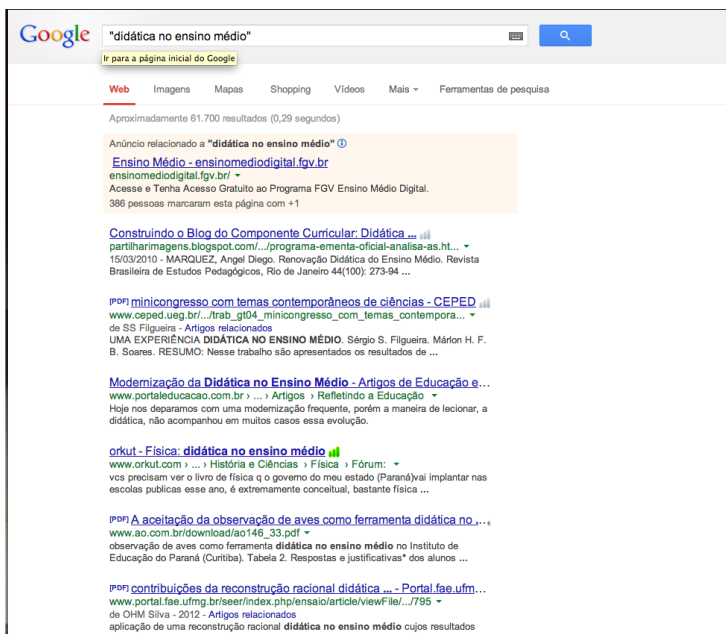 Google "didática no ensino médio"
Ir para a página inicial do Google
Web Imagens Mapas Shopping Vídeos Mais Ferramentas de pesquisa
Aproximadamente 61.700 resultados (0,29 segundos)
Anúncio relacionado a "didática no ensino médio"
Ensino Médio - ensinomediodigital.fgv.br
ensinomediodigital.fgv.br/
Acesse e Tenha Acesso Gratuito ao Programa FGV Ensino Médio Digital.
386 pessoas marcaram esta página com +1
Construindo o Blog do Componente Curricular: Didática ...
partilharimagens.blogspot.com/.../programa-ementa-oficial-analisa-as.ht...
15/03/2010 - MARQUEZ, Angel Diego. Renovação Didática do Ensino Médio. Revista
Brasileira de Estudos Pedagógicos, Rio de Janeiro 44(100): 273-94 ...
[PDF] minicongresso com temas contemporâneos de ciências - CEPED
www.ceped.ueg.br/.../trab_gt04_minicongresso_com_temas_contempora...
de SS Filgueira - Artigos relacionados
UMA EXPERIÊNCIA DIDÁTICA NO ENSINO MÉDIO. Sérgio S. Filgueira. Márlon H. F.
B. Soares. RESUMO: Nesse trabalho são apresentados os resultados de ...
Modernização da Didática no Ensino Médio - Artigos de Educação e...
www.portaleducacao.com.br › ... › Artigos › Refletindo a Educação
Hoje nos deparamos com uma modernização frequente, porém a maneira de lecionar, a
didática, não acompanhou em muitos casos essa evolução.
orkut - Física: didática no ensino médio
www.orkut.com › ... › História e Ciências › Física › Fórum:
vcs precisam ver o livro de física q o governo do meu estado (Paraná)vai implantar nas
escolas publicas esse ano, é extremamente conceitual, bastante física ...
[PDF] A aceitação da observação de aves como ferramenta didática no ...
www.ao.com.br/download/ao146_33.pdf
observação de aves como ferramenta didática no ensino médio no Instituto de
Educação do Paraná (Curitiba). Tabela 2. Respostas e justificativas* dos alunos ...
[PDF] contribuições da reconstrução racional didática ... - Portal.fae.ufm...
www.portal.fae.ufmg.br/seer/index.php/ensaio/article/viewFile/.../795
de OHM Silva - 2012 - Artigos relacionados
aplicação de uma reconstrução racional didática no ensino médio cujos resultados